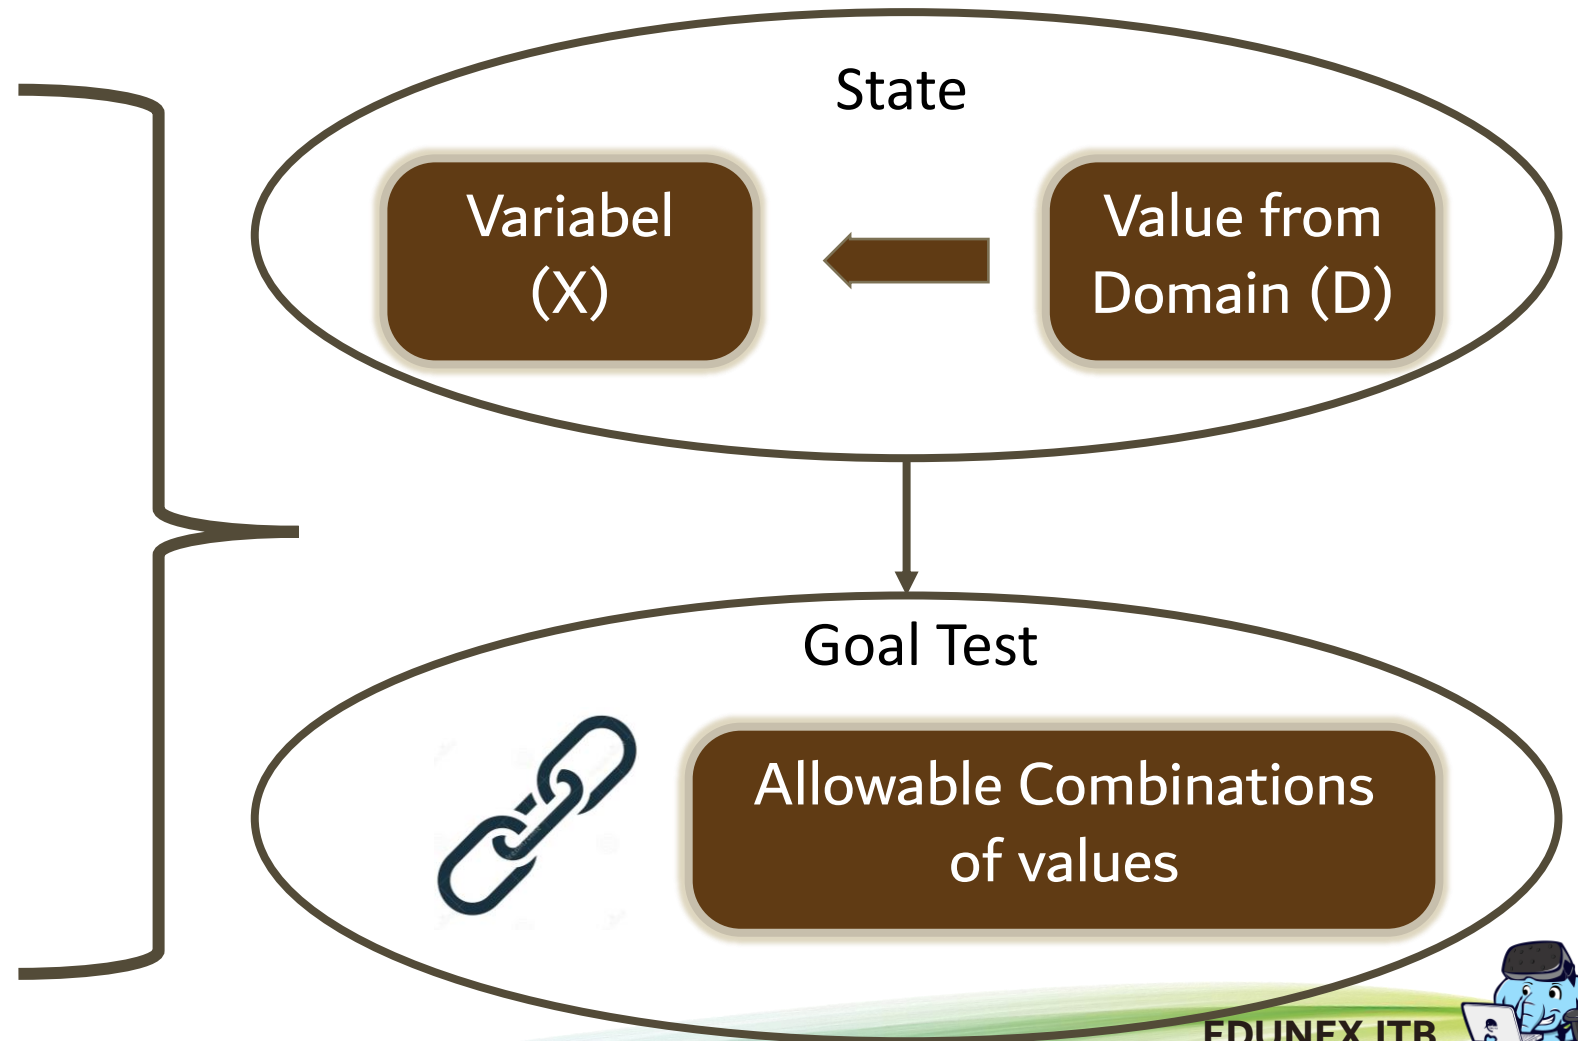 State
Variabel
(X)
Value from
Domain (D)
Goal Test
Allowable Combinations
of values
EDUNEX ITB